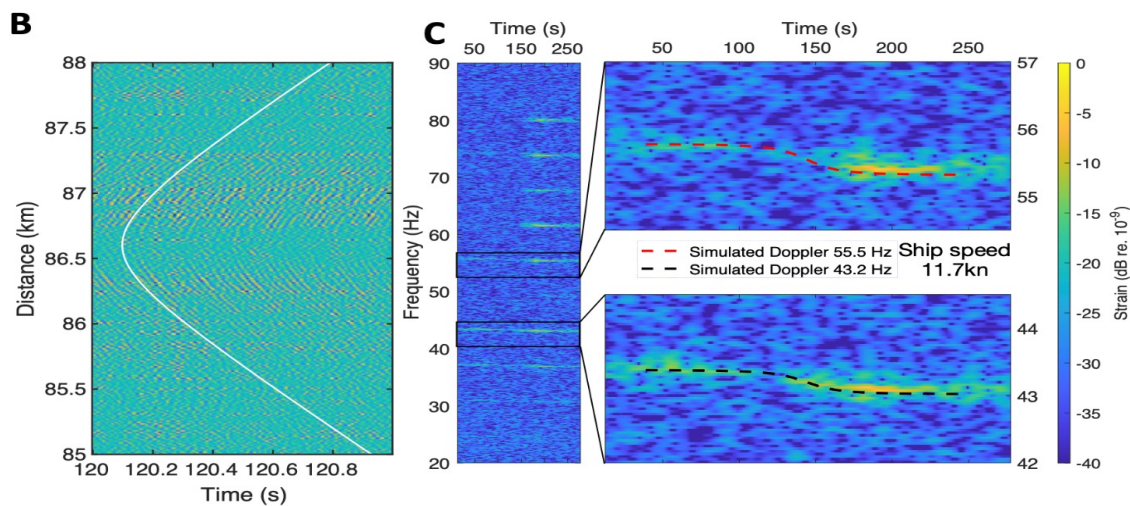 B
88
87.5
87
86.5
86
85.5
85
Distance (km)
120 120.2 120.4 120.6 120.8
Time (s)
C
Time (s)
50 150 250
90
80
70
60
50
40
30
20
Frequency (Hz)
Time (s)
50 100 150 200 250
57
56
55
Simulated Doppler 55.5 Hz
Simulated Doppler 43.2 Hz
Ship speed
11.7kn
44
43
42
0
-5
-10
-15
-20
-25
-30
-35
-40
Strain (dB re. 10⁻⁹)